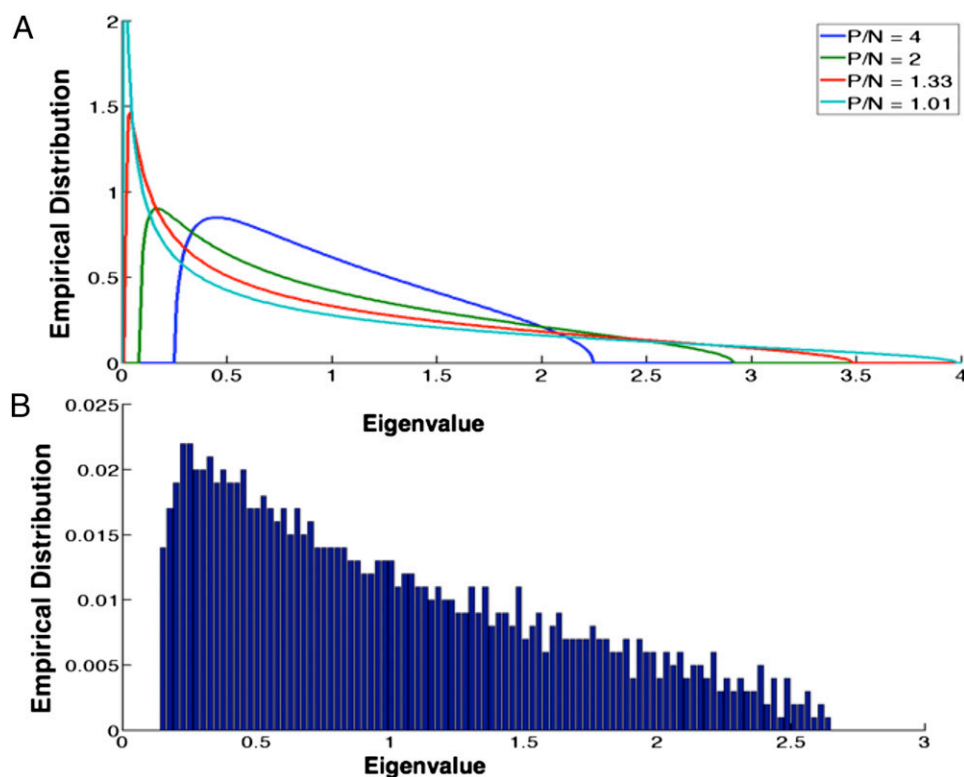 A
2
1.5
1
0.5
0
Empirical Distribution
P/N = 4
P/N = 2
P/N = 1.33
P/N = 1.01
0 0.5 1 1.5 2 2.5 3 3.5 4
Eigenvalue
B
0.025
0.02
0.015
0.01
0.005
0
Empirical Distribution
0 0.5 1 1.5 2 2.5 3
Eigenvalue